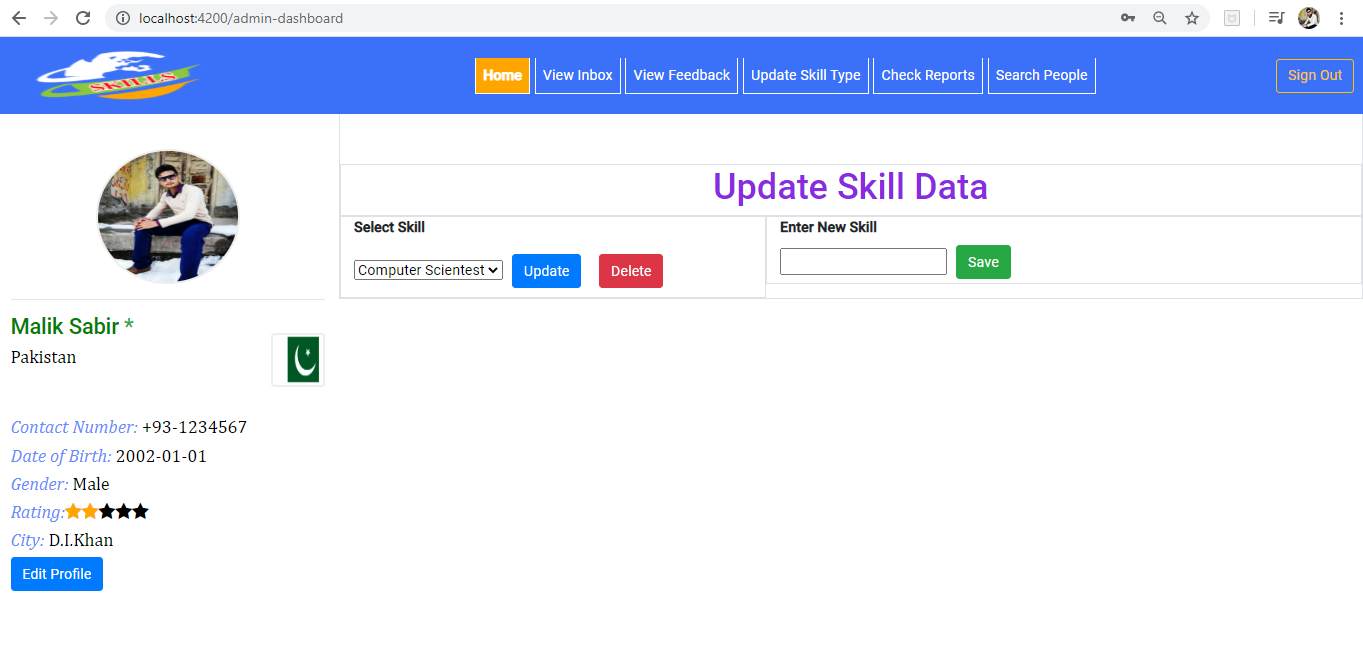 localhost:4200/admin-dashboard
SKILLS
Home View Inbox View Feedback Update Skill Type Check Reports Search People Sign Out
Update Skill Data
Select Skill
Computer Scientest Update Delete
Enter New Skill
Save
Malik Sabir *
Pakistan
Contact Number: +93-1234567
Date of Birth: 2002-01-01
Gender: Male
Rating:
City: D.I.Khan
Edit Profile